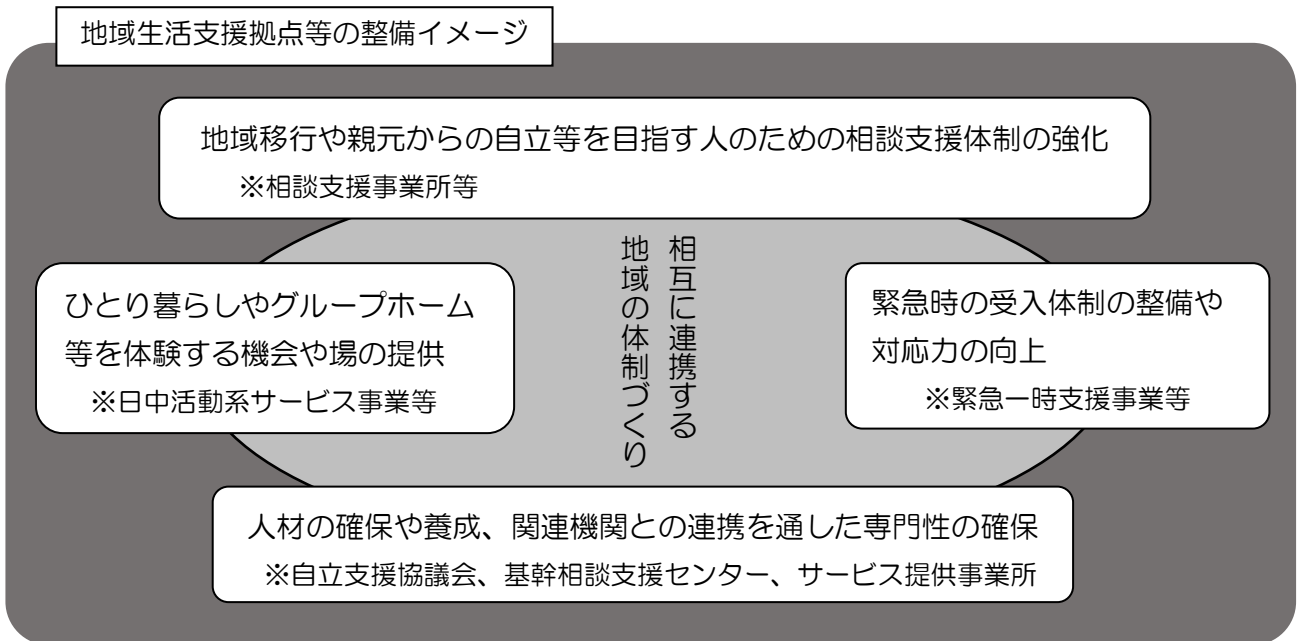 地域生活支援拠点等の整備イメージ
地域移行や親元からの自立等を目指す人のための相談支援体制の強化
※相談支援事業所等
相互に連携する
地域の体制づくり
ひとり暮らしやグループホーム
等を体験する機会や場の提供
※日中活動系サービス事業等
緊急時の受入体制の整備や
対応力の向上
※緊急一時支援事業等
人材の確保や養成、関連機関との連携を通した専門性の確保
※自立支援協議会、基幹相談支援センター、サービス提供事業所